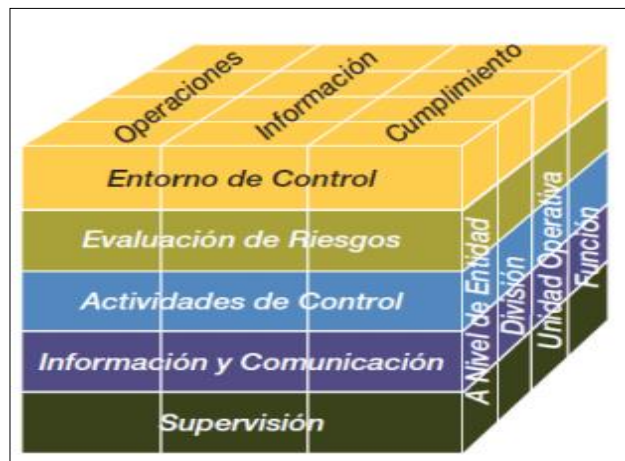 Operaciones
Información
Cumplimiento
Entorno de Control
Evaluación de Riesgos
Actividades de Control
Información y Comunicación
Supervisión
A Nivel de Entidad
División
Unidad Operativa
Función